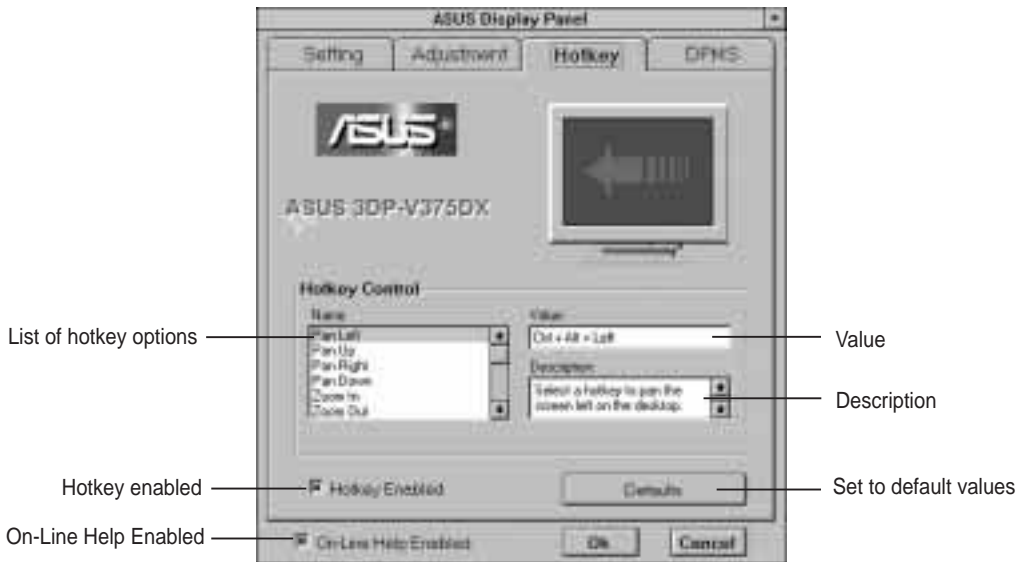 ASUS Display Panel
Setting
Adjustment
Hotkey
DPMS
ASUS
ASUS 3DP-V375DX
Hotkey Control
Name
Pan Left
Pan Up
Pan Right
Pan Down
Zoom In
Zoom Out
Value:
Ctrl + Alt + Left
Description:
Select a hotkey to pan the
screen left on the desktop.
Hotkey Enabled
Defaults
On-Line Help Enabled
Ok
Cancel
List of hotkey options
Value
Description
Hotkey enabled
Set to default values
On-Line Help Enabled